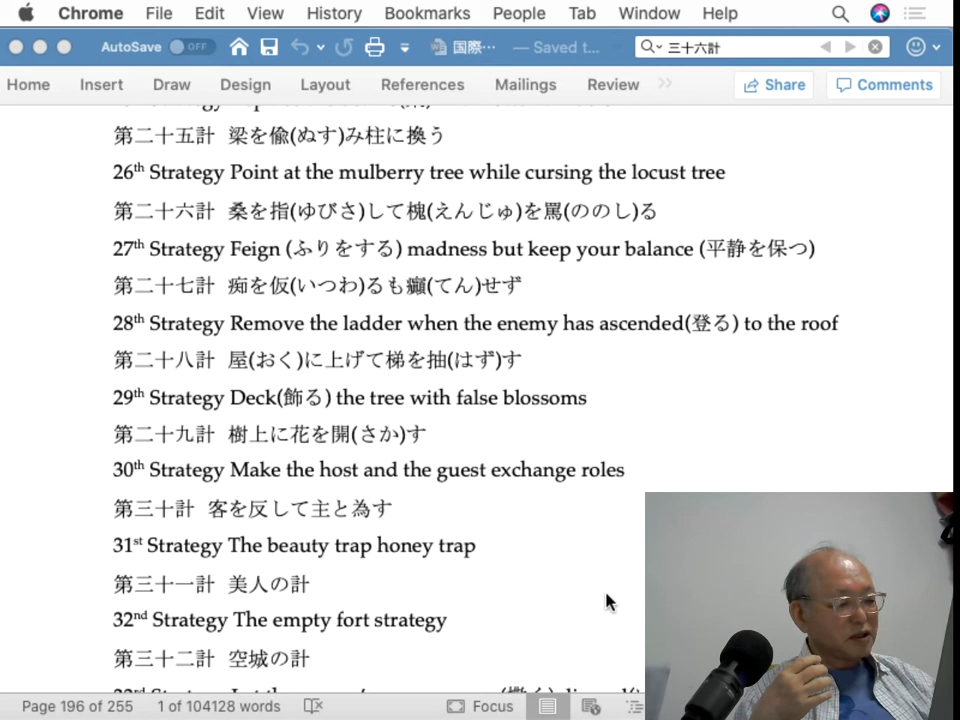 Chrome File Edit View History Bookmarks People Tab Window Help
AutoSave OFF 国際… — Saved t... 三十六計
Home Insert Draw Design Layout References Mailings Review Share Comments
第二十五計 梁を偸(ぬす)み柱に換う
26th Strategy Point at the mulberry tree while cursing the locust tree
第二十六計 桑を指(ゆびさ)して槐(えんじゅ)を罵(ののし)る
27th Strategy Feign (ふりをする) madness but keep your balance (平静を保つ)
第二十七計 痴を仮(いつわ)るも癲(てん)せず
28th Strategy Remove the ladder when the enemy has ascended(登る) to the roof
第二十八計 屋(おく)に上げて梯を抽(はず)す
29th Strategy Deck(飾る) the tree with false blossoms
第二十九計 樹上に花を開(さか)す
30th Strategy Make the host and the guest exchange roles
第三十計 客を反して主と為す
31st Strategy The beauty trap honey trap
第三十一計 美人の計
32nd Strategy The empty fort strategy
第三十二計 空城の計
Page 196 of 255 1 of 104128 words Focus